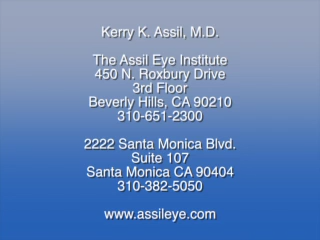 Kerry K. Assil, M.D.
The Assil Eye Institute
450 N. Roxbury Drive
3rd Floor
Beverly Hills, CA 90210
310-651-2300
2222 Santa Monica Blvd.
Suite 107
Santa Monica CA 90404
310-382-5050
www.assileye.com